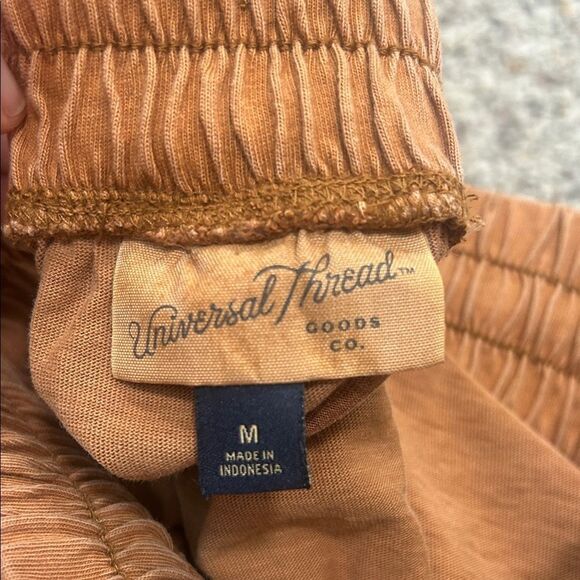 Universal Thread™
GOODS
CO.
M
MADE IN
INDONESIA